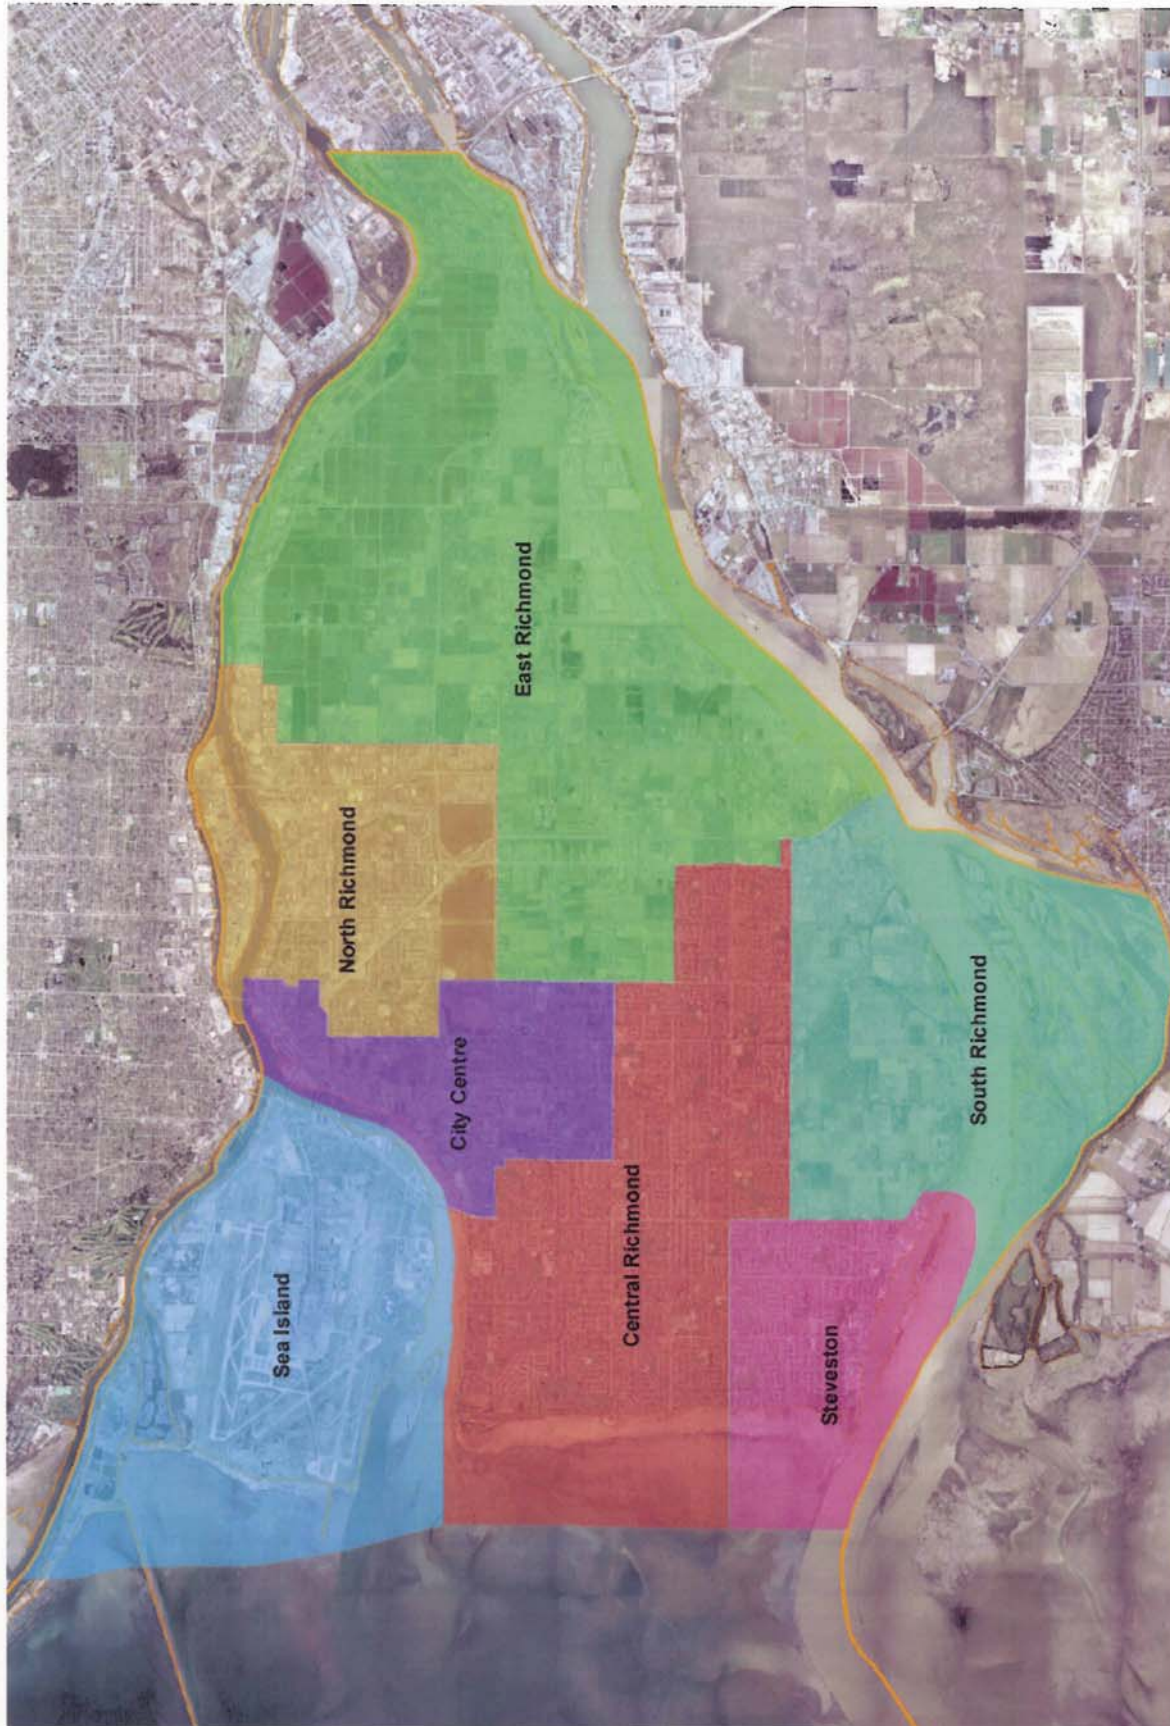 Sea Island
City Centre
North Richmond
East Richmond
Central Richmond
Steveston
South Richmond